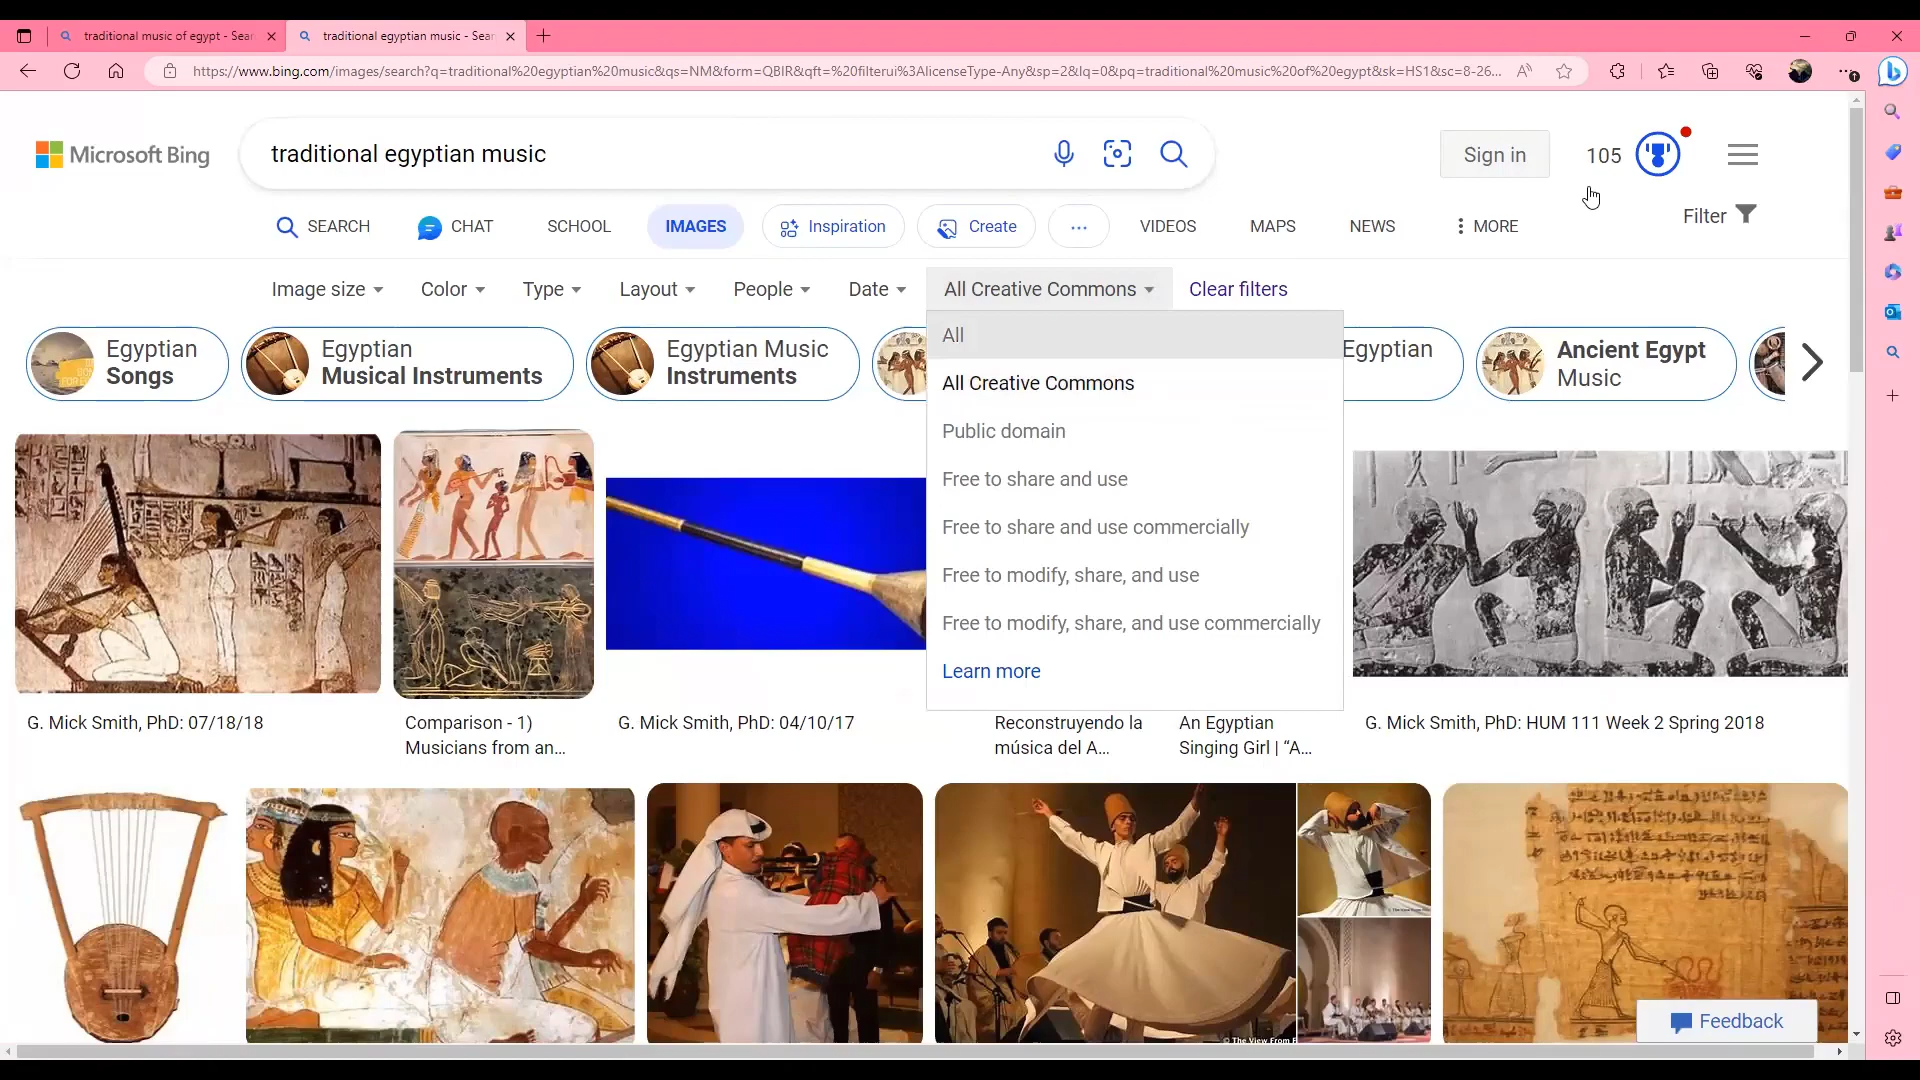 traditional music of egypt - Sear
traditional egyptian music - Sear
https://www.bing.com/images/search?q=traditional%20egyptian%20music&qs=NM&form=QBIR&qft=%20filterui%3AlicenseType-Any&sp=2&lq=0&pq=traditional%20music%20of%20egypt&sk=HS1&sc=8-26...
Microsoft Bing
traditional egyptian music
Sign in
105
SEARCH
CHAT
SCHOOL
IMAGES
Inspiration
Create
...
VIDEOS
MAPS
NEWS
MORE
Filter
Image size
Color
Type
Layout
People
Date
All Creative Commons
Clear filters
All
All Creative Commons
Public domain
Free to share and use
Free to share and use commercially
Free to modify, share, and use
Free to modify, share, and use commercially
Learn more
Egyptian
Songs
Egyptian
Musical Instruments
Egyptian Music
Instruments
Egyptian
Ancient Egypt
Music
G. Mick Smith, PhD: 07/18/18
Comparison - 1)
Musicians from an...
G. Mick Smith, PhD: 04/10/17
Reconstruyendo la
música del A...
An Egyptian
Singing Girl | “A...
G. Mick Smith, PhD: HUM 111 Week 2 Spring 2018
© The View From F
Feedback